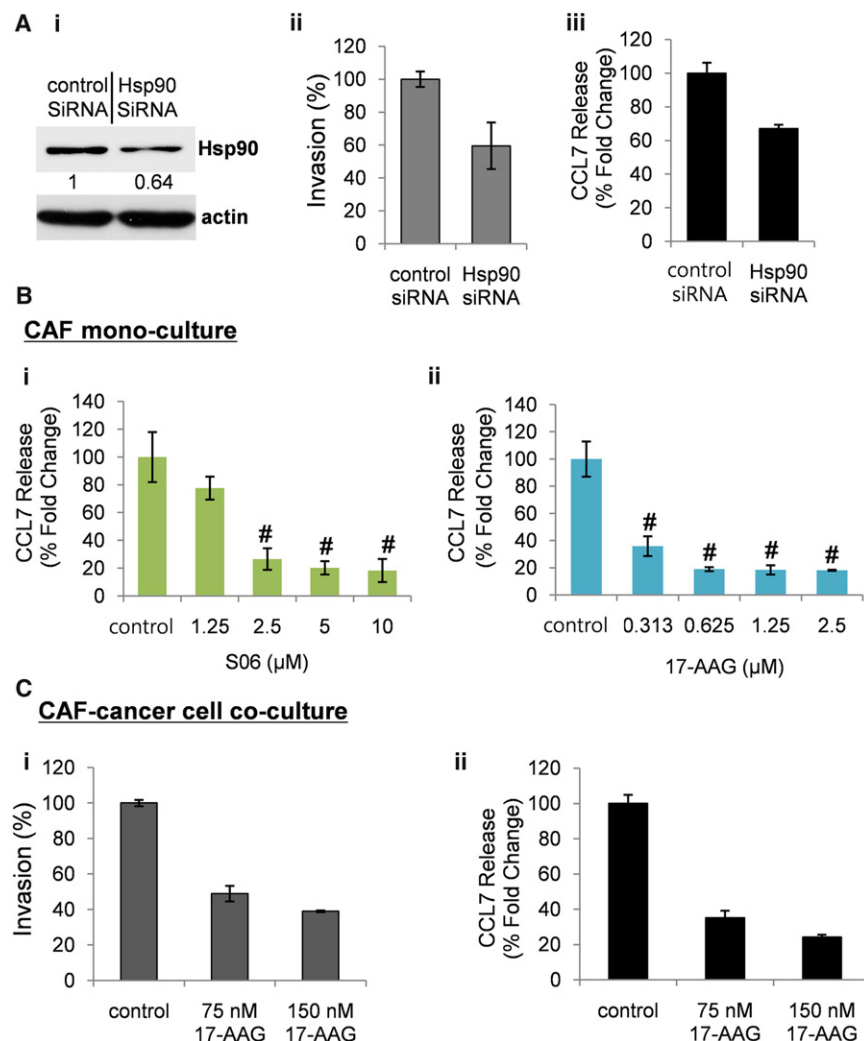 A i ii iii
control Hsp90
SiRNA SiRNA
Hsp90
1 0.64
actin
Invasion (%)
120
100
80
60
40
20
0
control Hsp90
siRNA siRNA
CCL7 Release
(% Fold Change)
120
100
80
60
40
20
0
control Hsp90
siRNA siRNA
B
CAF mono-culture
i ii
CCL7 Release
(% Fold Change)
140
120
100
80
60
40
20
0
# # #
control 1.25 2.5 5 10
S06 (µM)
CCL7 Release
(% Fold Change)
140
120
100
80
60
40
20
0
# # # #
control 0.313 0.625 1.25 2.5
17-AAG (µM)
C
CAF-cancer cell co-culture
i ii
Invasion (%)
120
100
80
60
40
20
0
control 75 nM 150 nM
17-AAG 17-AAG
CCL7 Release
(% Fold Change)
120
100
80
60
40
20
0
control 75 nM 150 nM
17-AAG 17-AAG